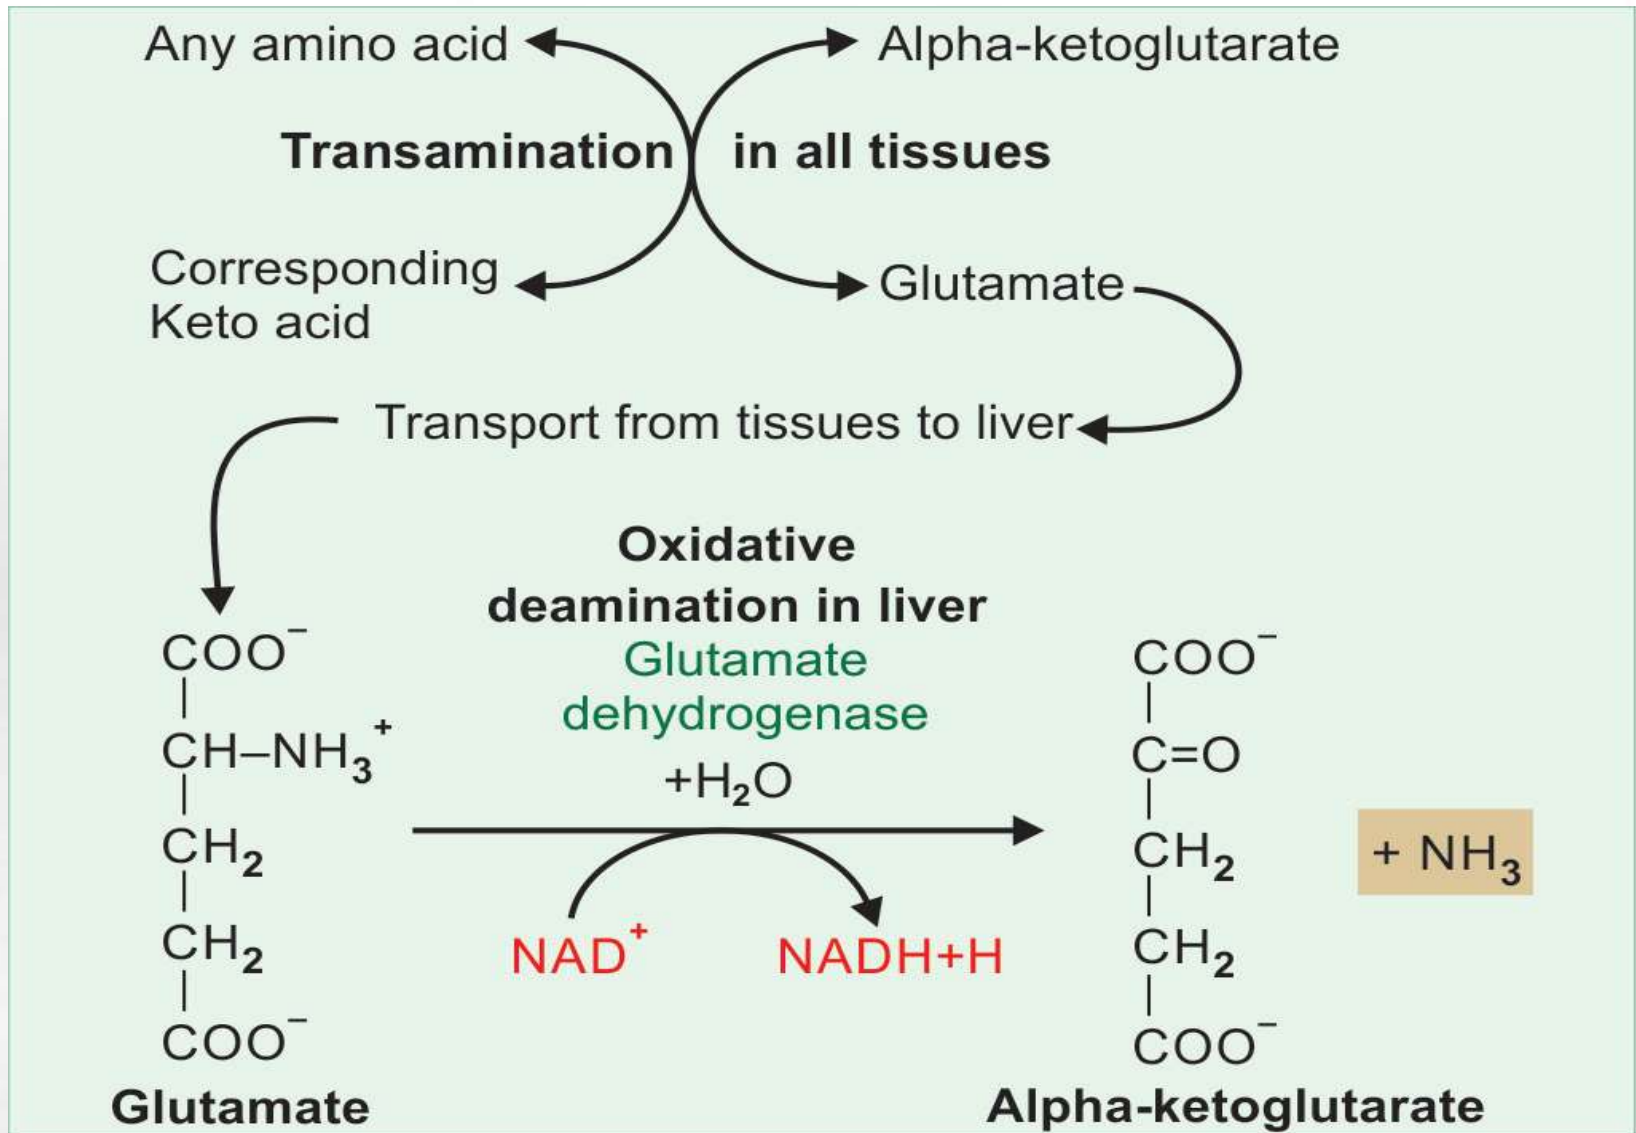 Any amino acid Alpha-ketoglutarate
Transamination in all tissues
Corresponding
Keto acid
Glutamate
Transport from tissues to liver
Oxidative
deamination in liver
Glutamate
dehydrogenase
+H₂O
NAD⁺ NADH+H
COO⁻
CH–NH₃⁺
CH₂
CH₂
COO⁻
Glutamate
COO⁻
C=O
CH₂
CH₂
COO⁻
Alpha-ketoglutarate
+ NH₃